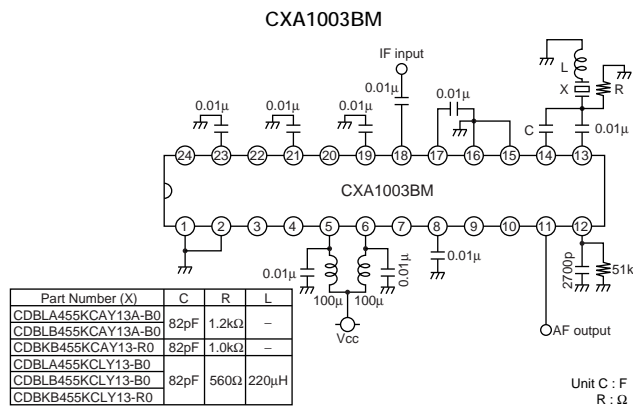 CXA1003BM
IF input
0.01μ
0.01μ
0.01μ
0.01μ
0.01μ
L
X
R
C
0.01μ
24 23 22 21 20 19 18 17 16 15 14 13
CXA1003BM
1 2 3 4 5 6 7 8 9 10 11 12
0.01μ
0.01μ
0.01μ
2700p
51k
100μ 100μ
Vcc
AF output
Part Number (X) C R L
CDBLA455KCAY13A-B0
CDBLB455KCAY13A-B0
82pF 1.2kΩ –
CDBKB455KCAY13-R0 82pF 1.0kΩ –
CDBLA455KCLY13-B0
CDBLB455KCLY13-B0
82pF 560Ω 220μH
CDBKB455KCLY13-R0
Unit C : F
R : Ω